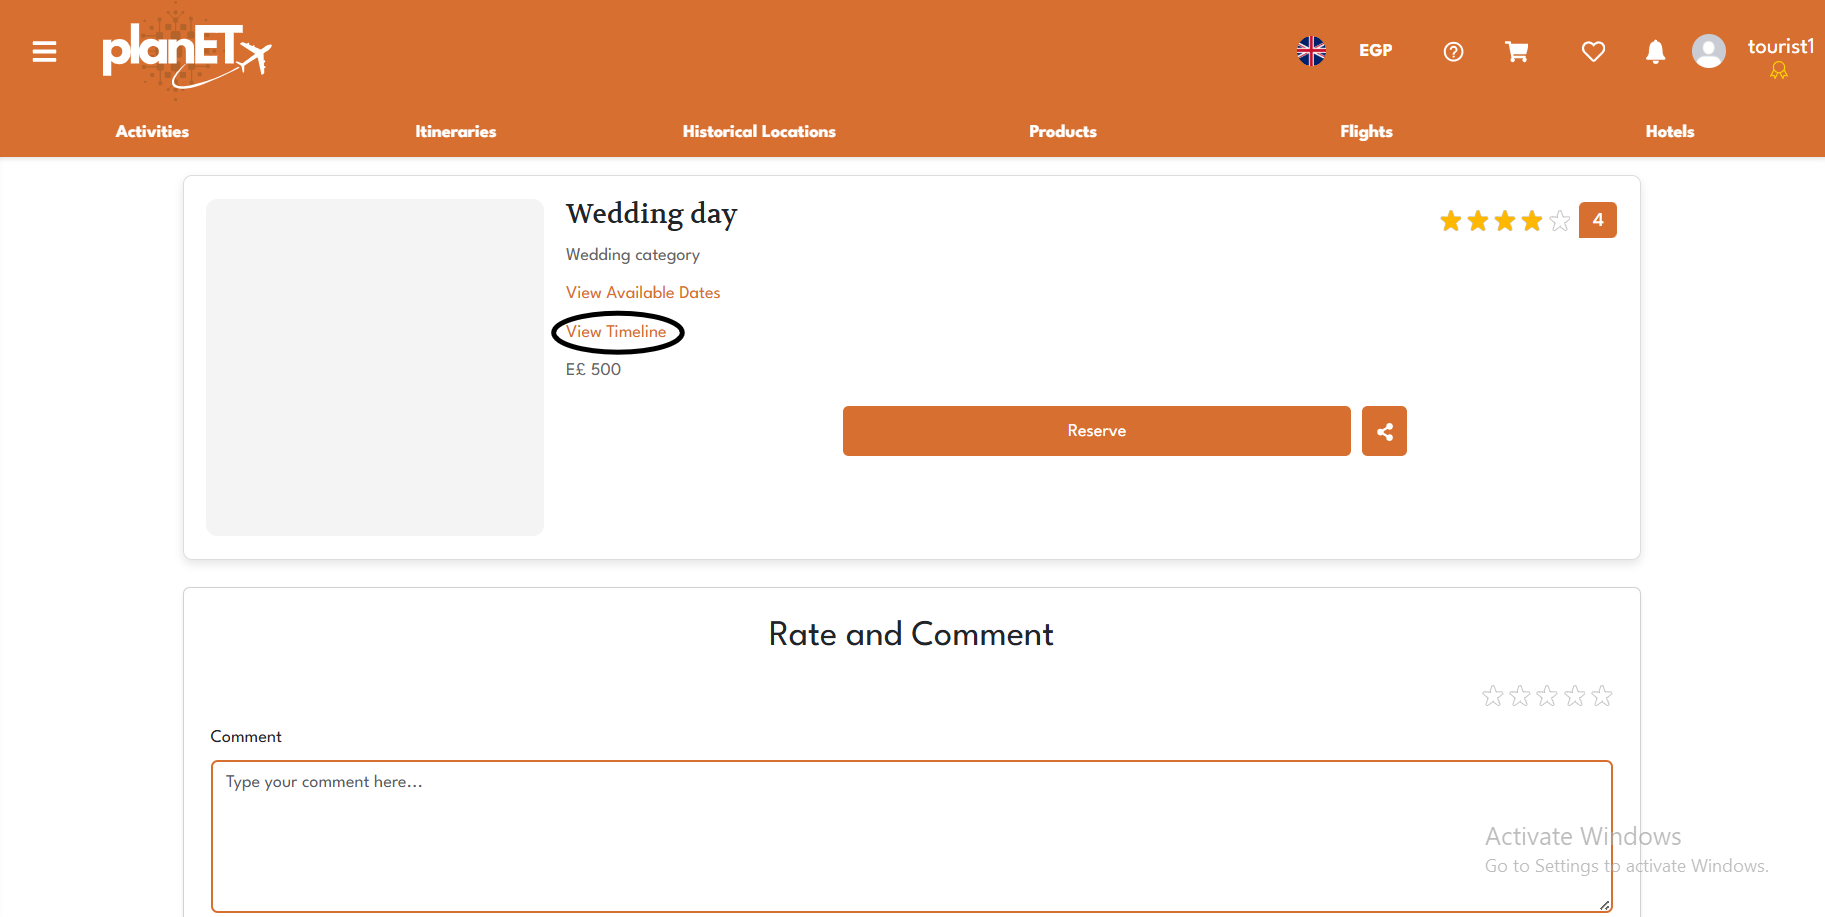 planET
EGP
tourist1
Activities Itineraries Historical Locations Products Flights Hotels
Wedding day
4
Wedding category
View Available Dates
View Timeline
E£ 500
Reserve
Rate and Comment
Comment
Type your comment here...
Activate Windows
Go to Settings to activate Windows.